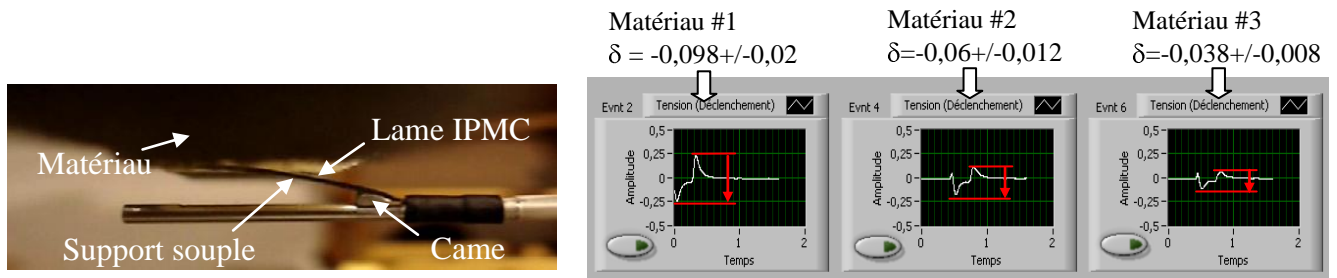 Matériau
Lame IPMC
Support souple
Came
Matériau #1
δ = -0,098+/-0,02
Matériau #2
δ=-0,06+/-0,012
Matériau #3
δ=-0,038+/-0,008
Evnt 2
Tension (Déclenchement)
Amplitude
0,5
0,25
0
-0,25
-0,5
0 1 2
Temps
Evnt 4
Tension (Déclenchement)
Amplitude
0,5
0,25
0
-0,25
-0,5
0 1 2
Temps
Evnt 6
Tension (Déclenchement)
Amplitude
0,5
0,25
0
-0,25
-0,5
0 1 2
Temps